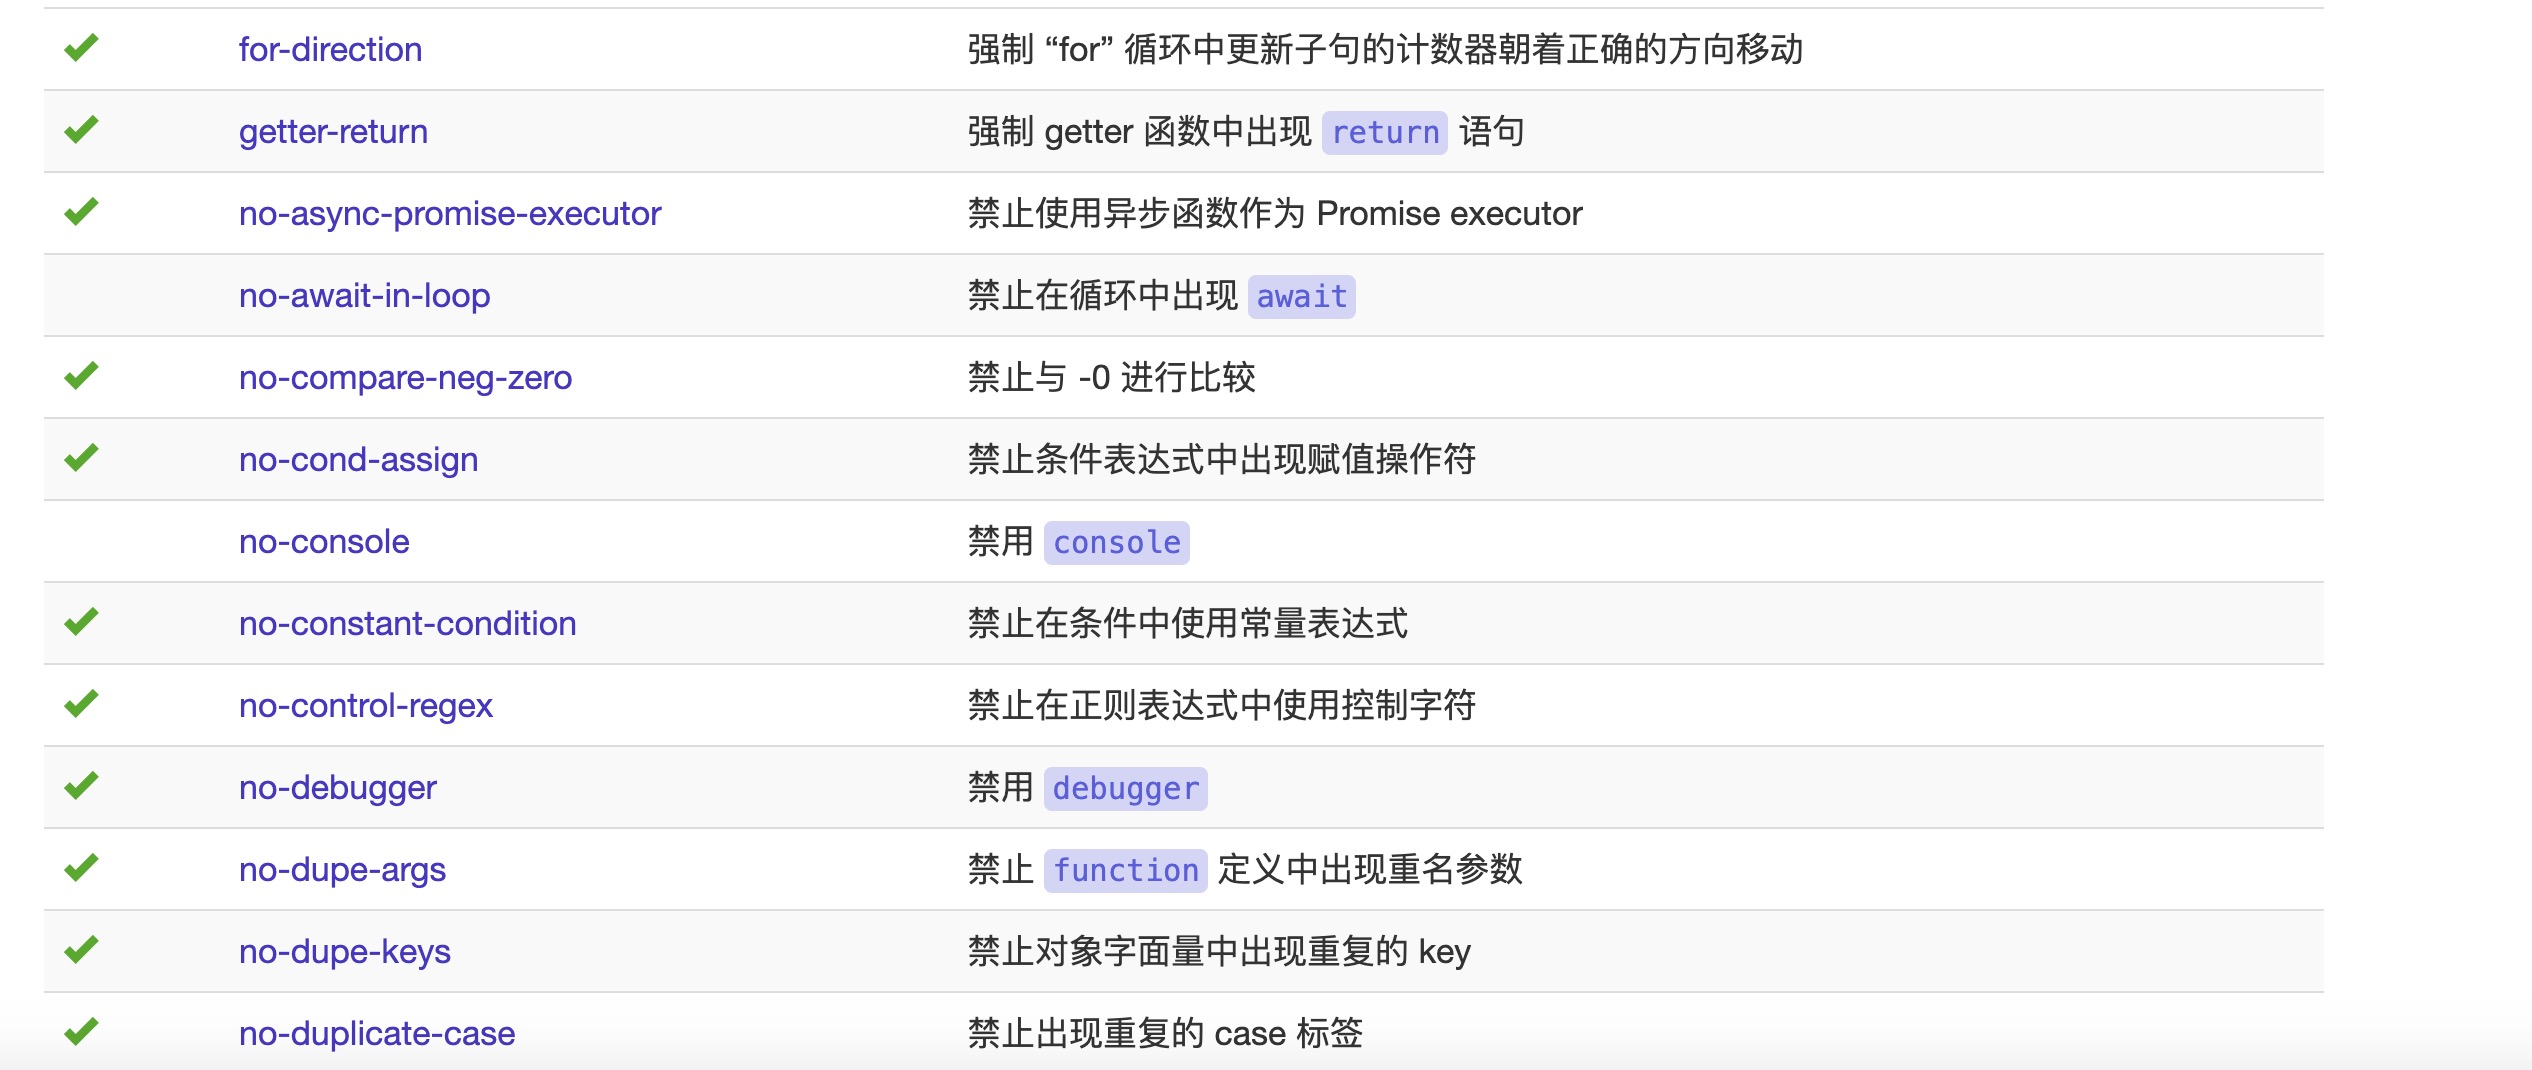 for-direction 强制 “for” 循环中更新子句的计数器朝着正确的方向移动
getter-return 强制 getter 函数中出现 return 语句
no-async-promise-executor 禁止使用异步函数作为 Promise executor
no-await-in-loop 禁止在循环中出现 await
no-compare-neg-zero 禁止与 -0 进行比较
no-cond-assign 禁止条件表达式中出现赋值操作符
no-console 禁用 console
no-constant-condition 禁止在条件中使用常量表达式
no-control-regex 禁止在正则表达式中使用控制字符
no-debugger 禁用 debugger
no-dupe-args 禁止 function 定义中出现重名参数
no-dupe-keys 禁止对象字面量中出现重复的 key
no-duplicate-case 禁止出现重复的 case 标签